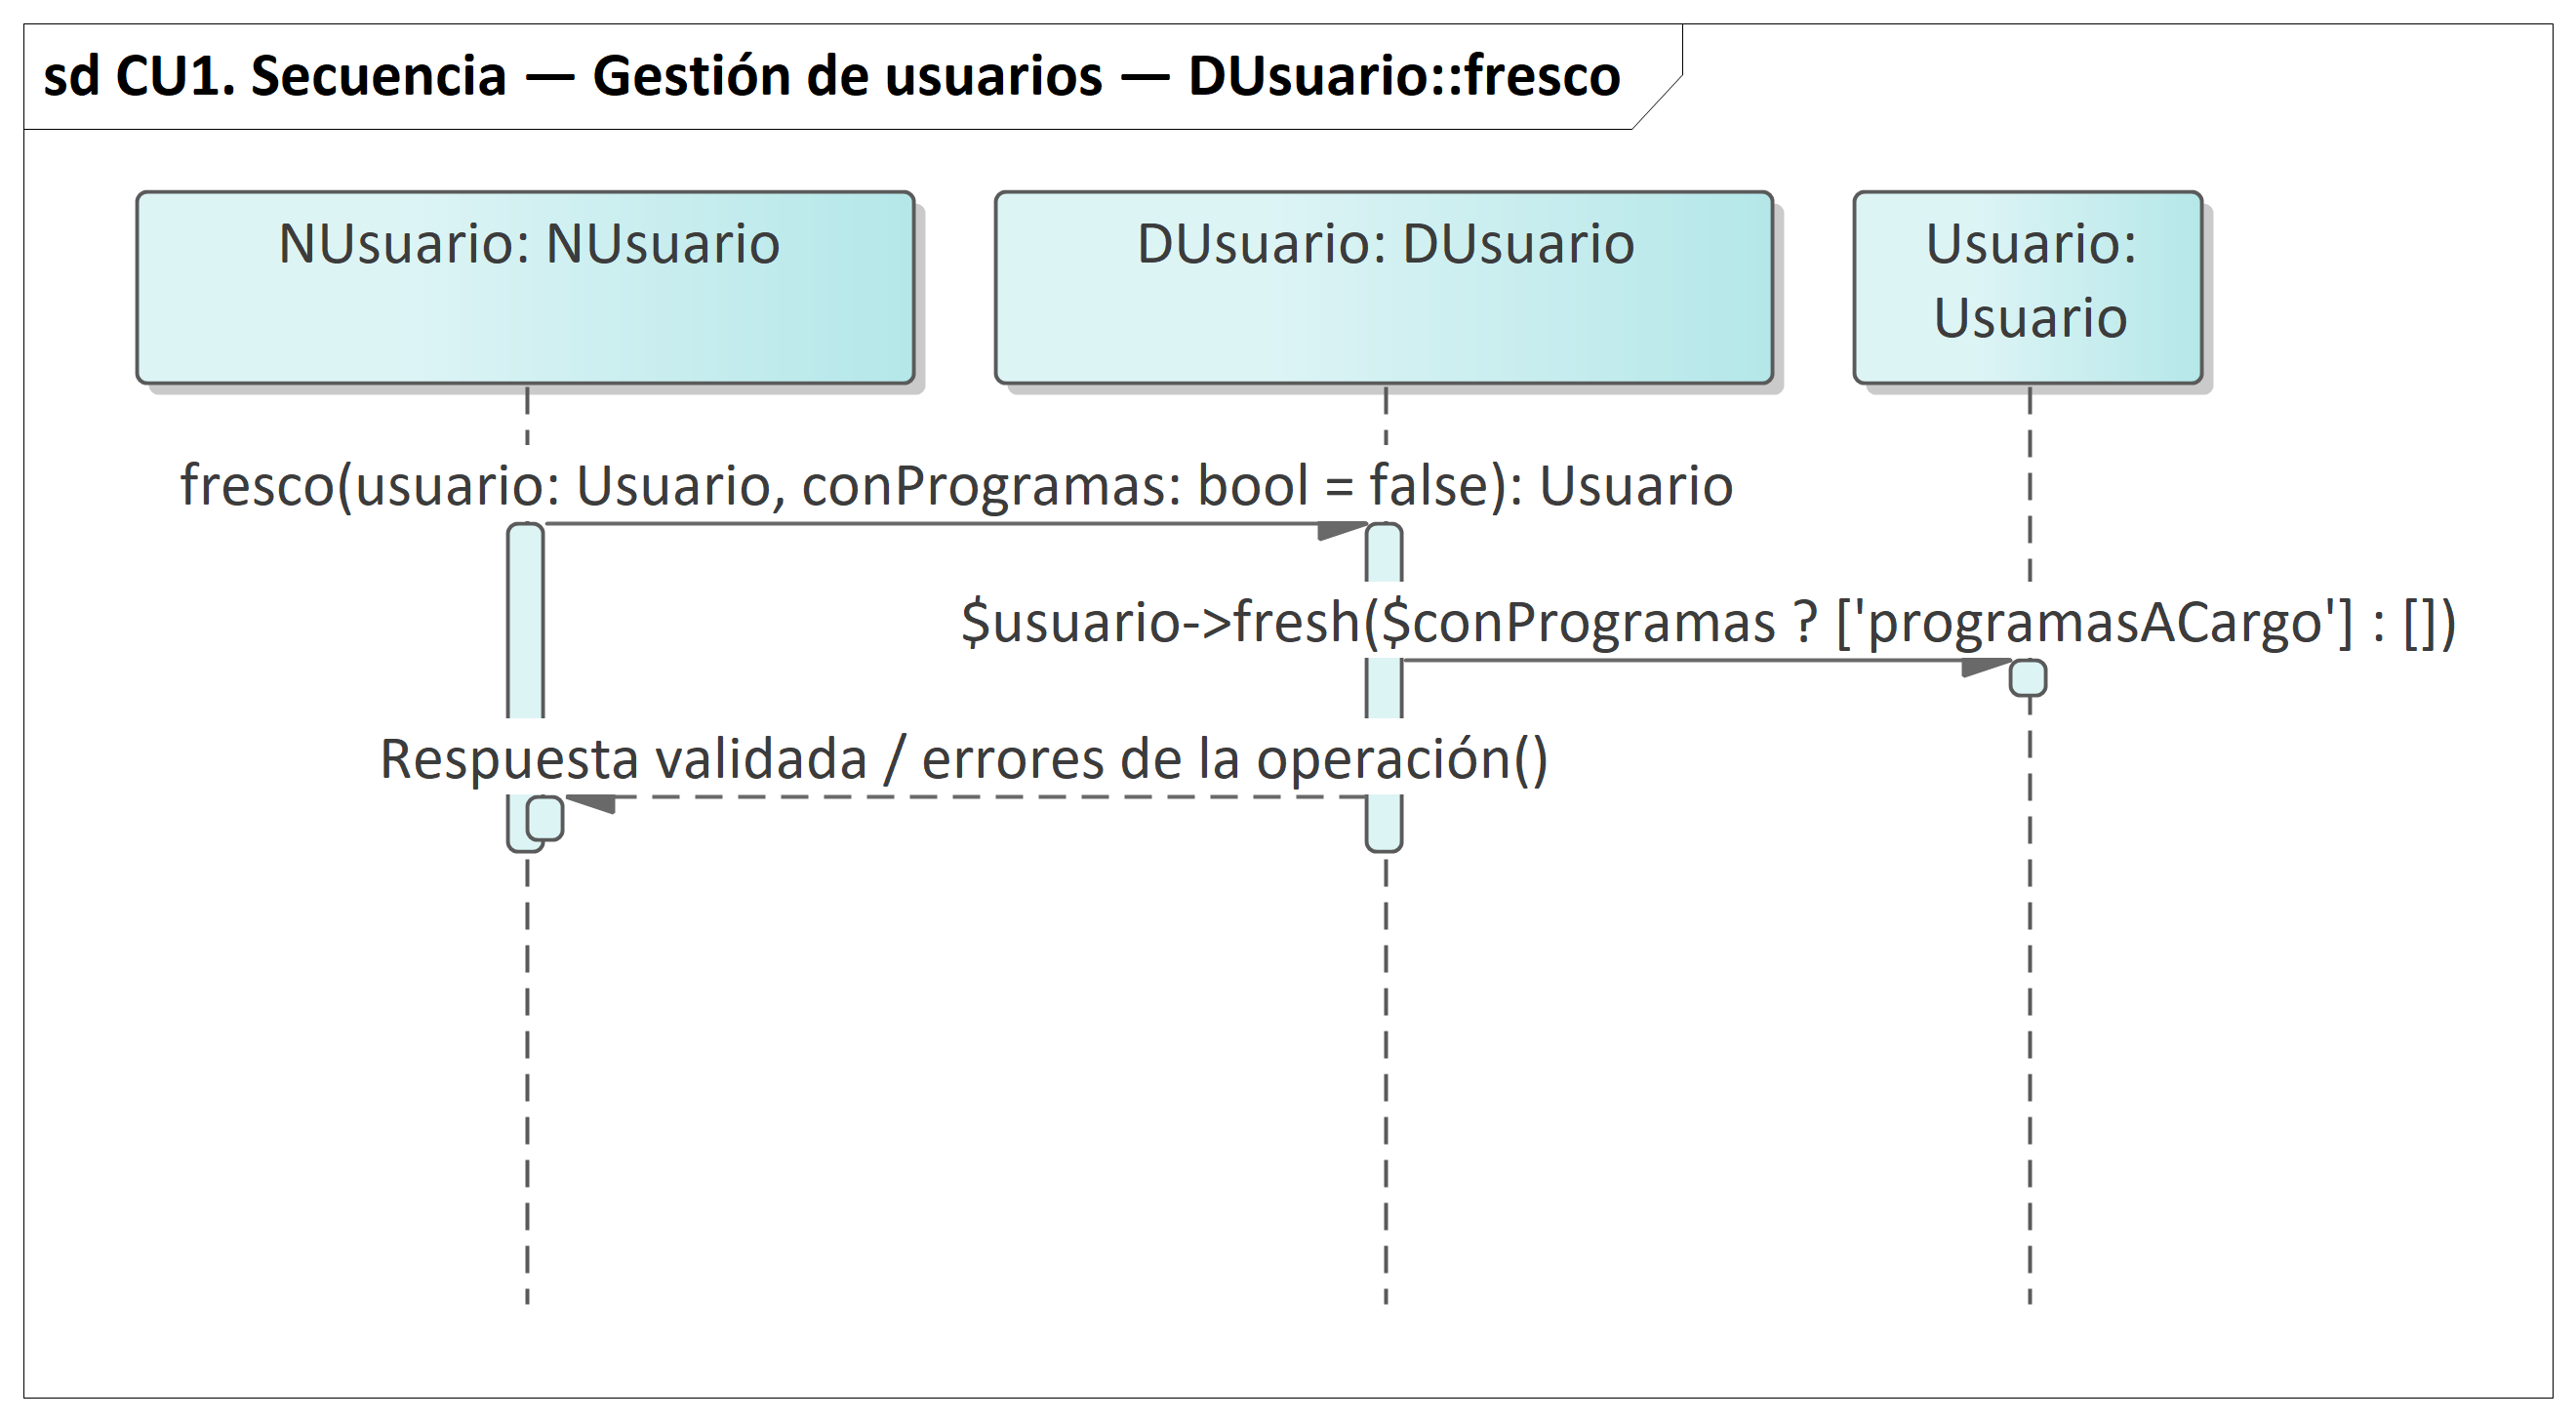 sd CU1. Secuencia — Gestión de usuarios — DUsuario::fresco
NUsuario: NUsuario
DUsuario: DUsuario
Usuario:
Usuario
fresco(usuario: Usuario, conProgramas: bool = false): Usuario
$usuario->fresh($conProgramas ? ['programasACargo'] : [])
Respuesta validada / errores de la operación()